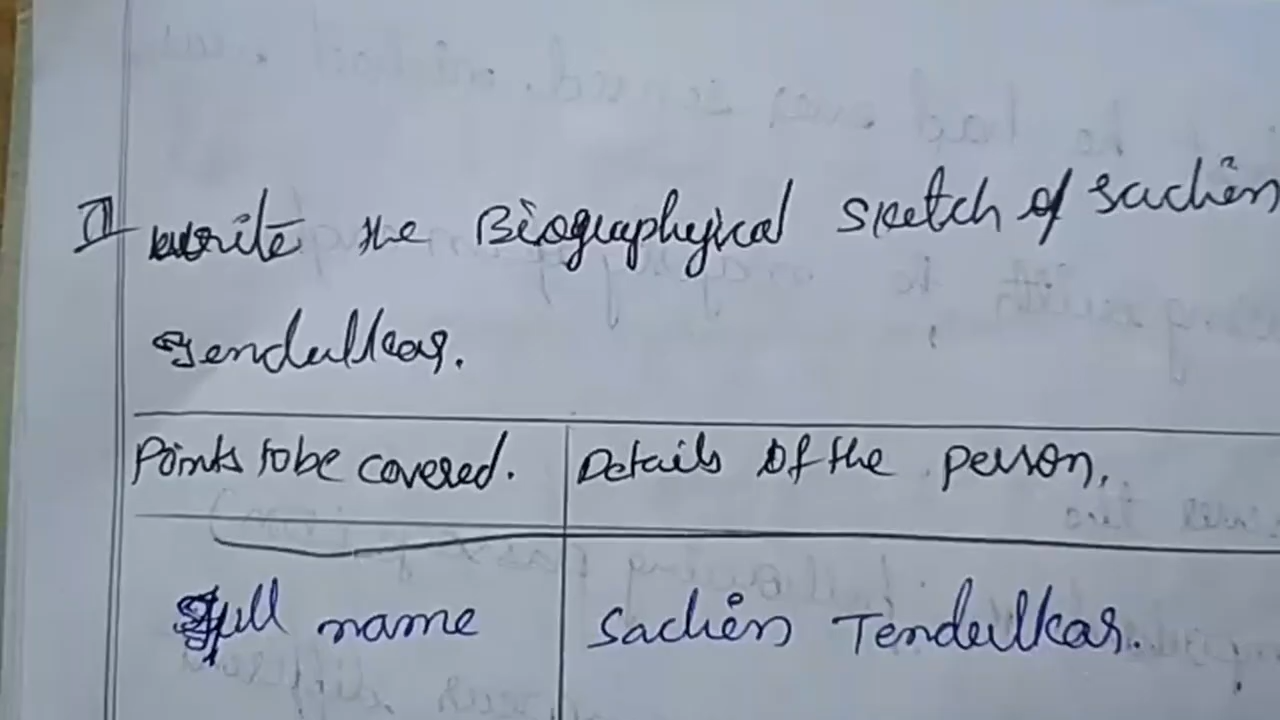 II write the Biographyical sketch of Sachin
Tendulkar.
Points to be covered. Details of the person.
Full name Sachin Tendulkar.